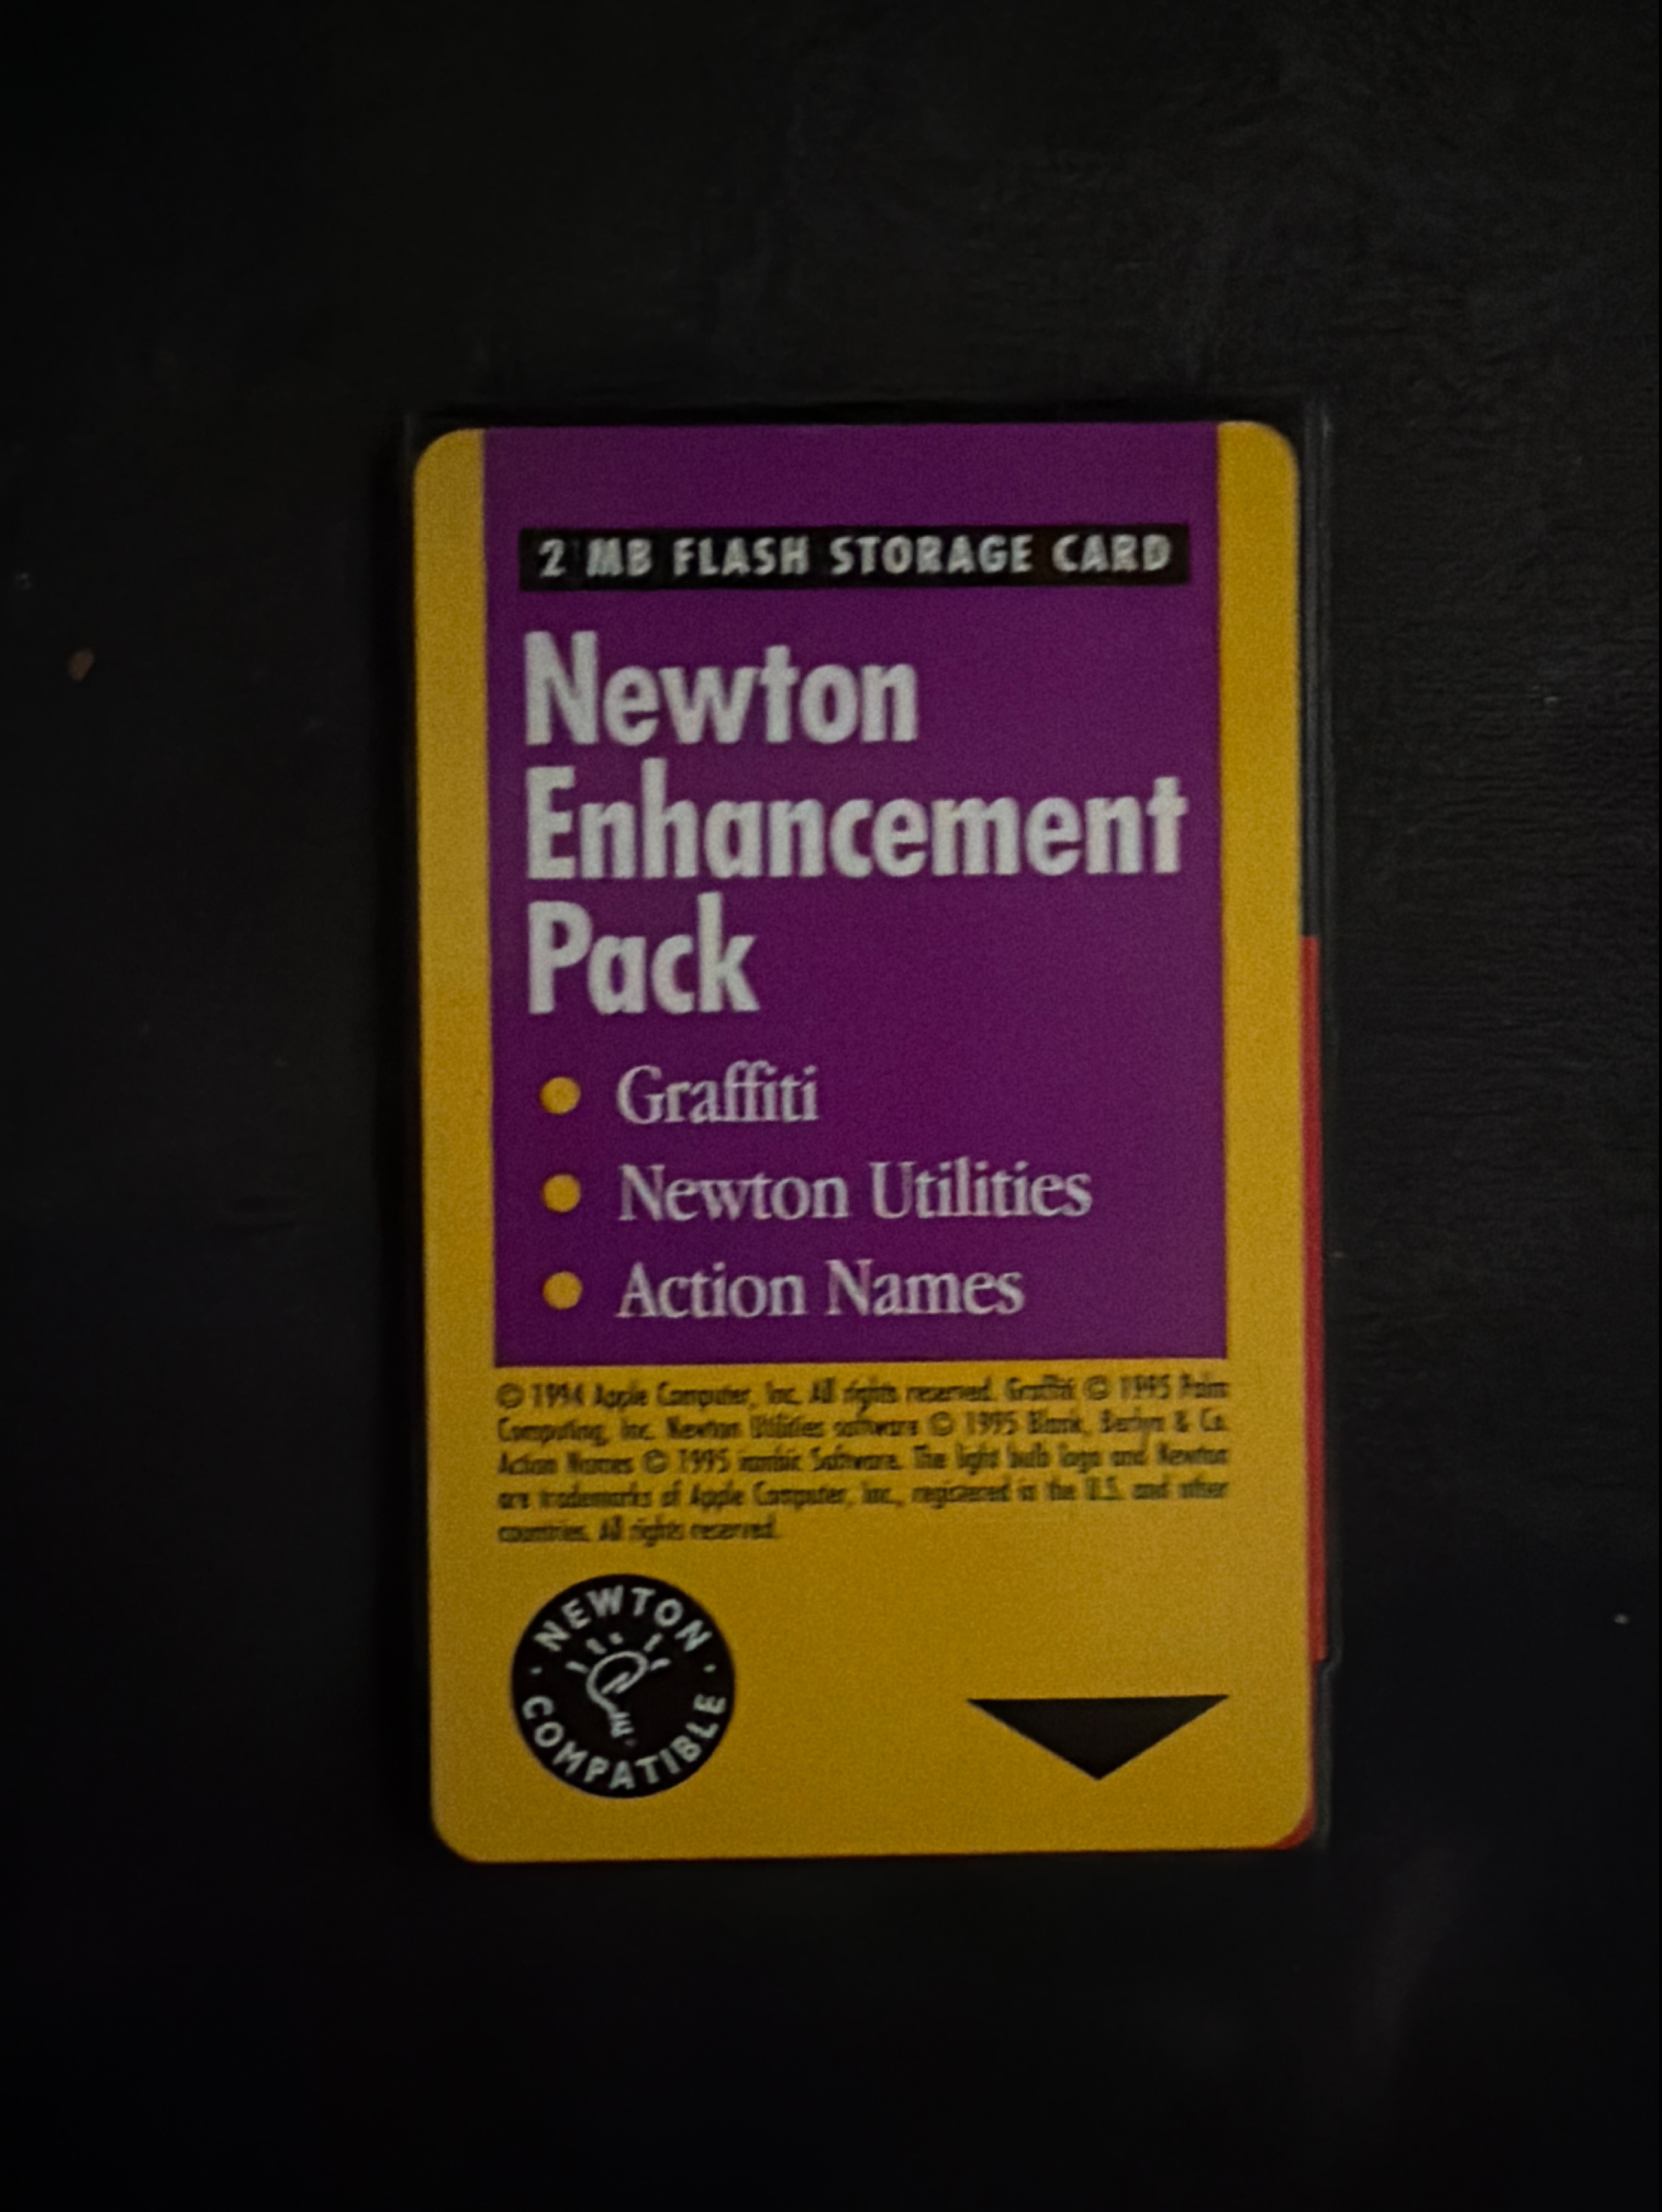 2 MB FLASH STORAGE CARD
Newton
Enhancement
Pack
• Graffiti
• Newton Utilities
• Action Names
© 1994 Apple Computer, Inc. All rights reserved. Graffiti © 1995 Palm
Computing, Inc. Newton Utilities software © 1995 Blank, Berlyn & Co.
Action Names © 1995 iambic Software. The light bulb logo and Newton
are trademarks of Apple Computer, Inc., registered in the U.S. and other
countries. All rights reserved.
NEWTON
COMPATIBLE